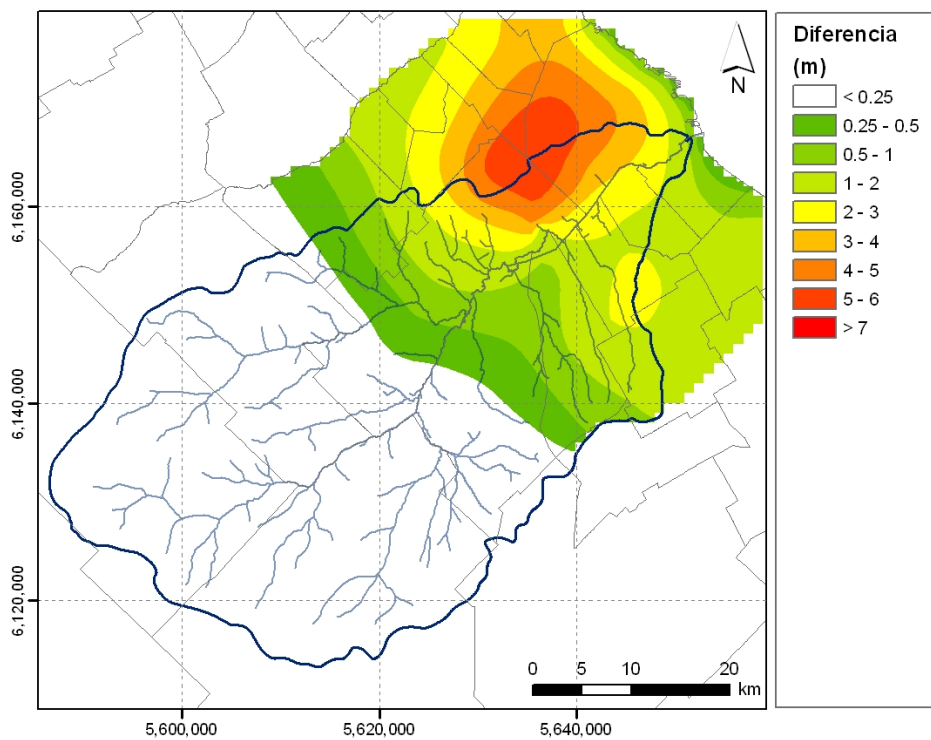 Diferencia
(m)
< 0.25
0.25 - 0.5
0.5 - 1
1 - 2
2 - 3
3 - 4
4 - 5
5 - 6
> 7
N
6,160,000
6,140,000
6,120,000
0 5 10 20
km
5,600,000 5,620,000 5,640,000